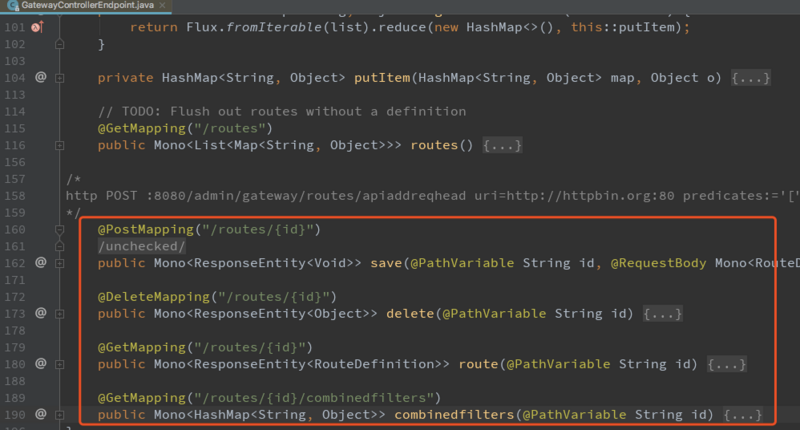 GatewayControllerEndpoint.java ×
101 return Flux.fromIterable(list).reduce(new HashMap<>(), this::putItem);
102 }
103
104 @ private HashMap<String, Object> putItem(HashMap<String, Object> map, Object o) {...}
113
114 // TODO: Flush out routes without a definition
115 @GetMapping("/routes")
116 public Mono<List<Map<String, Object>>> routes() {...}
156
157 /*
158 http POST :8080/admin/gateway/routes/apiaddreqhead uri=http://httpbin.org:80 predicates:='['
159 */
160 @PostMapping("/routes/{id}")
161 /unchecked/
162 @ public Mono<ResponseEntity<Void>> save(@PathVariable String id, @RequestBody Mono<RouteD
171
172 @DeleteMapping("/routes/{id}")
173 @ public Mono<ResponseEntity<Object>> delete(@PathVariable String id) {...}
178
179 @GetMapping("/routes/{id}")
180 @ public Mono<ResponseEntity<RouteDefinition>> route(@PathVariable String id) {...}
188
189 @GetMapping("/routes/{id}/combinedfilters")
190 @ public Mono<HashMap<String, Object>> combinedfilters(@PathVariable String id) {...}